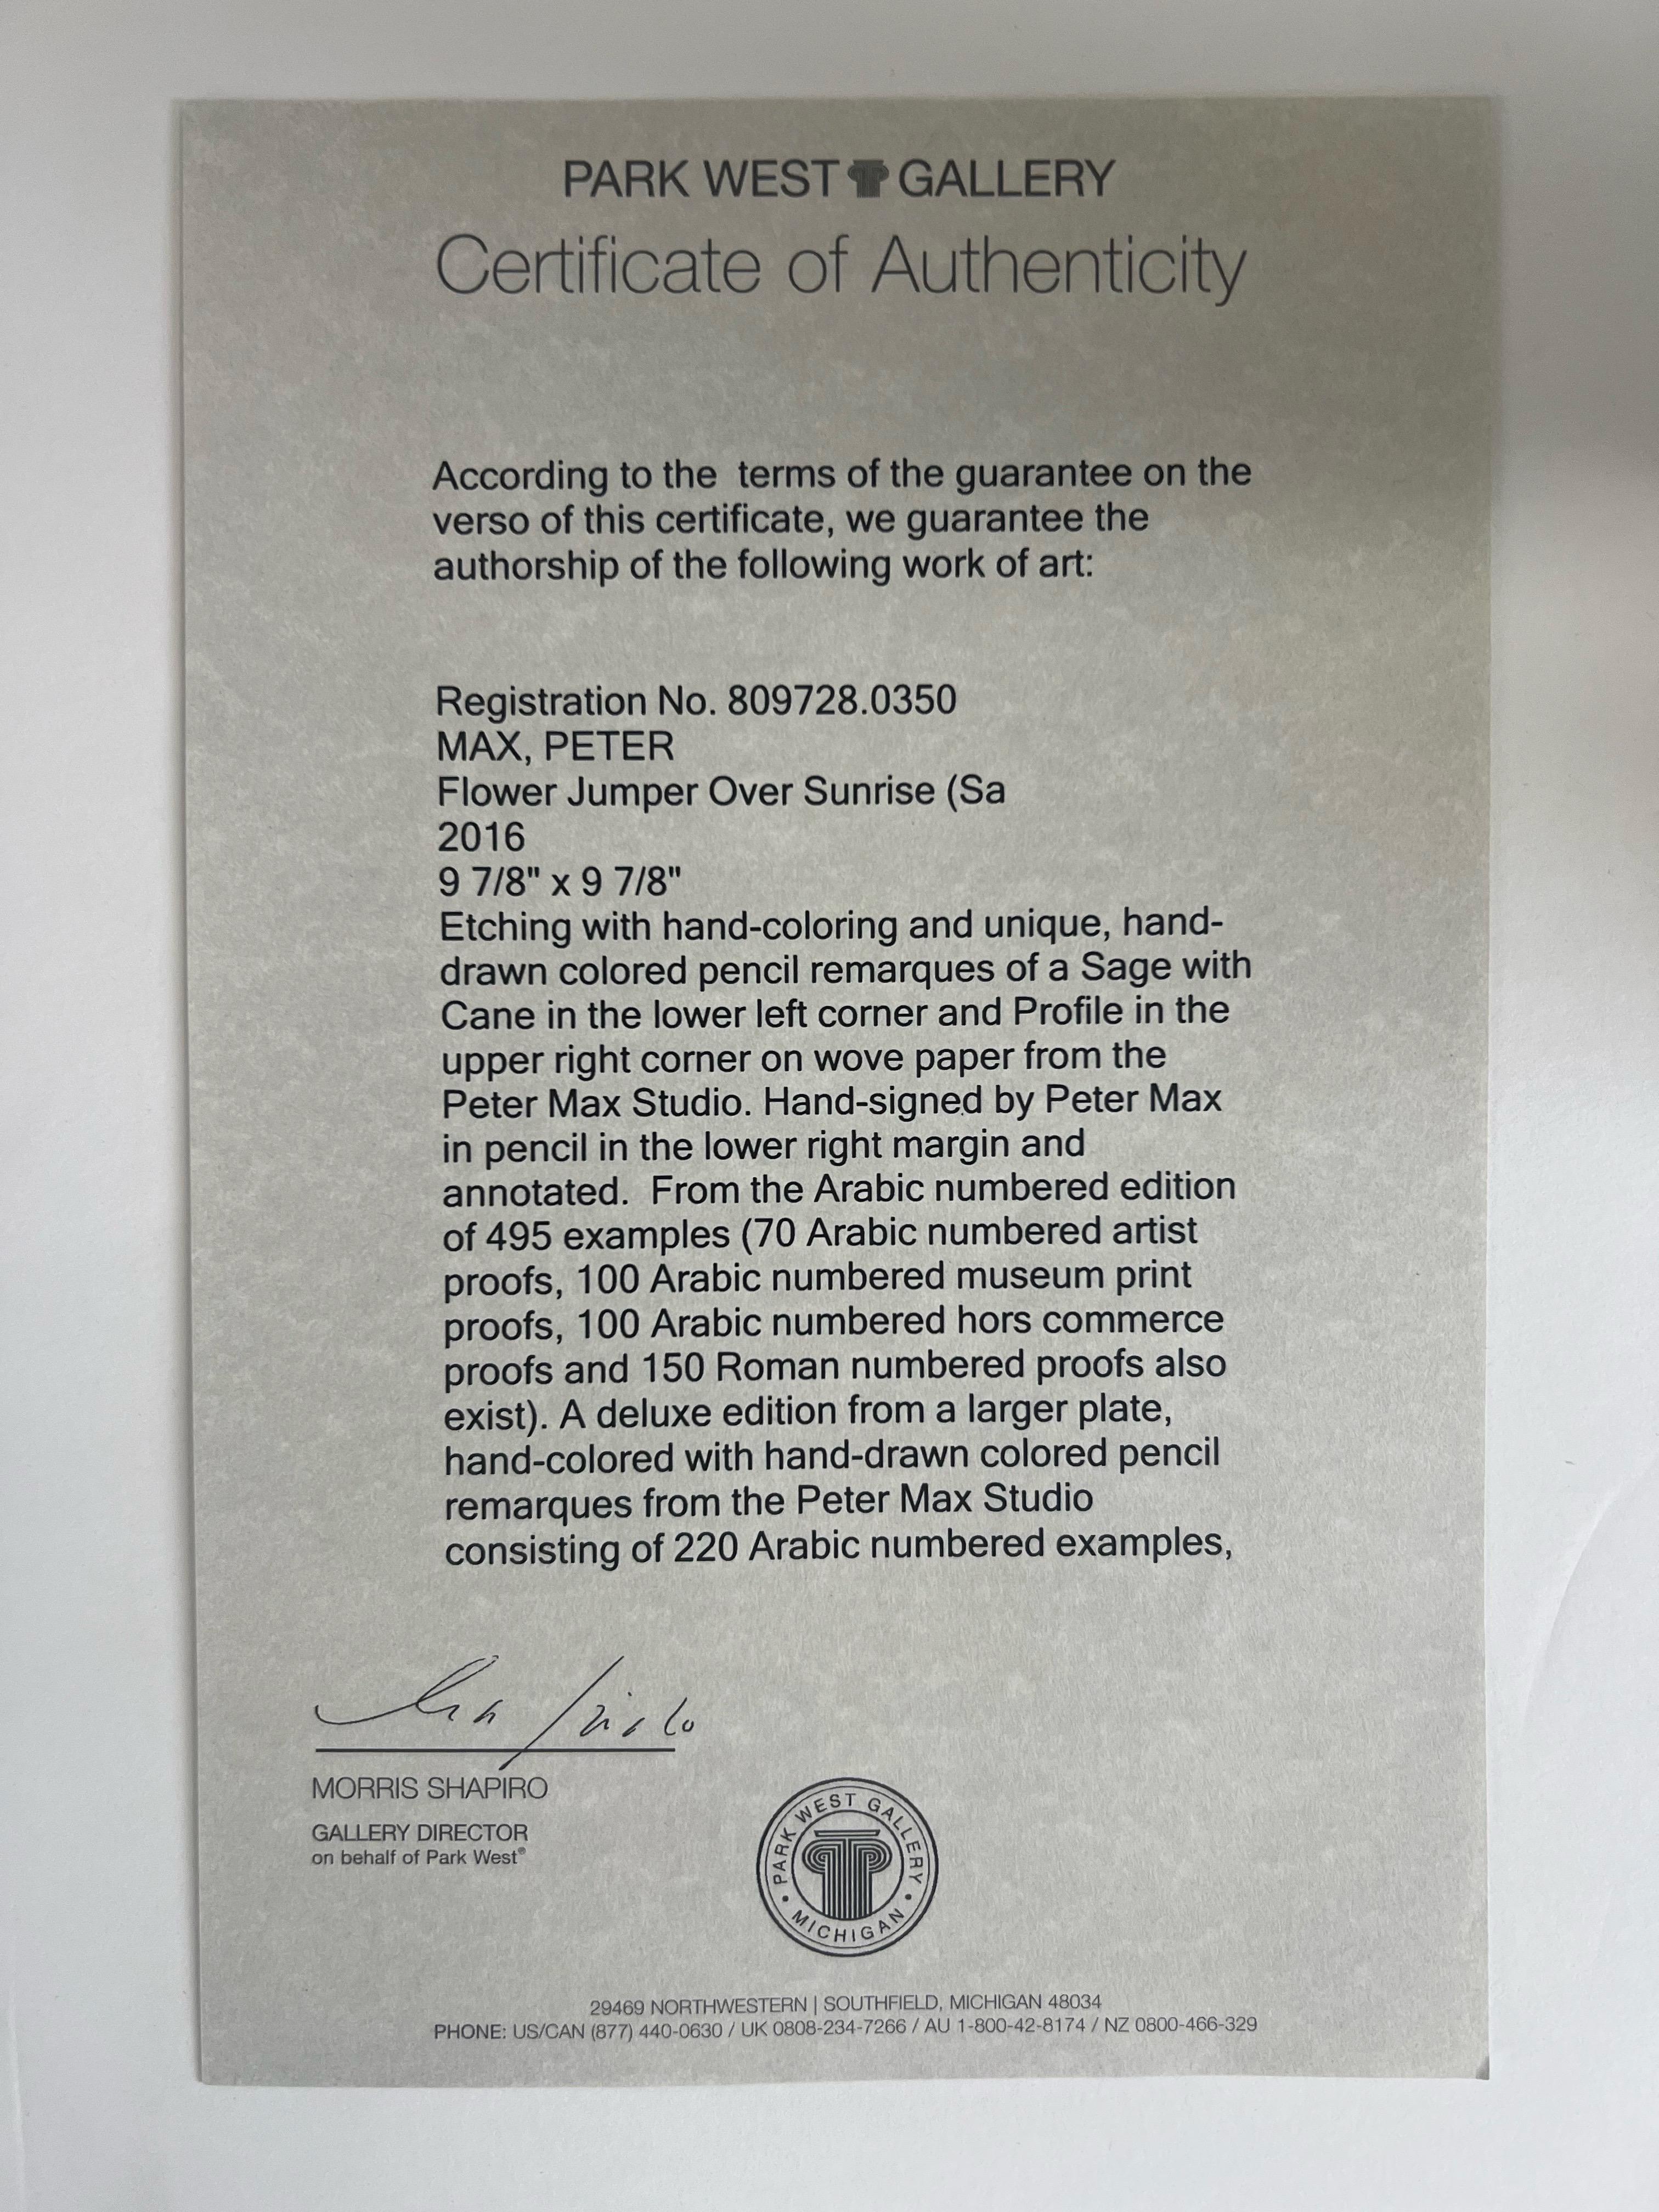 PARK WEST GALLERY
Certificate of Authenticity
According to the  terms of the guarantee on the
verso of this certificate, we guarantee the
authorship of the following work of art:
Registration No. 809728.0350
MAX, PETER
Flower Jumper Over Sunrise (Sa
2016
9 7/8" x 9 7/8"
Etching with hand-coloring and unique, hand-
drawn colored pencil remarques of a Sage with
Cane in the lower left corner and Profile in the
upper right corner on wove paper from the
Peter Max Studio. Hand-signed by Peter Max
in pencil in the lower right margin and
annotated.  From the Arabic numbered edition
of 495 examples (70 Arabic numbered artist
proofs, 100 Arabic numbered museum print
proofs, 100 Arabic numbered hors commerce
proofs and 150 Roman numbered proofs also
exist). A deluxe edition from a larger plate,
hand-colored with hand-drawn colored pencil
remarques from the Peter Max Studio
consisting of 220 Arabic numbered examples,
MORRIS SHAPIRO
GALLERY DIRECTOR
on behalf of Park West®
PARK WEST GALLERY • MICHIGAN •
29469 NORTHWESTERN | SOUTHFIELD, MICHIGAN 48034
PHONE: US/CAN (877) 440-0630 / UK 0808-234-7266 / AU 1-800-42-8174 / NZ 0800-466-329